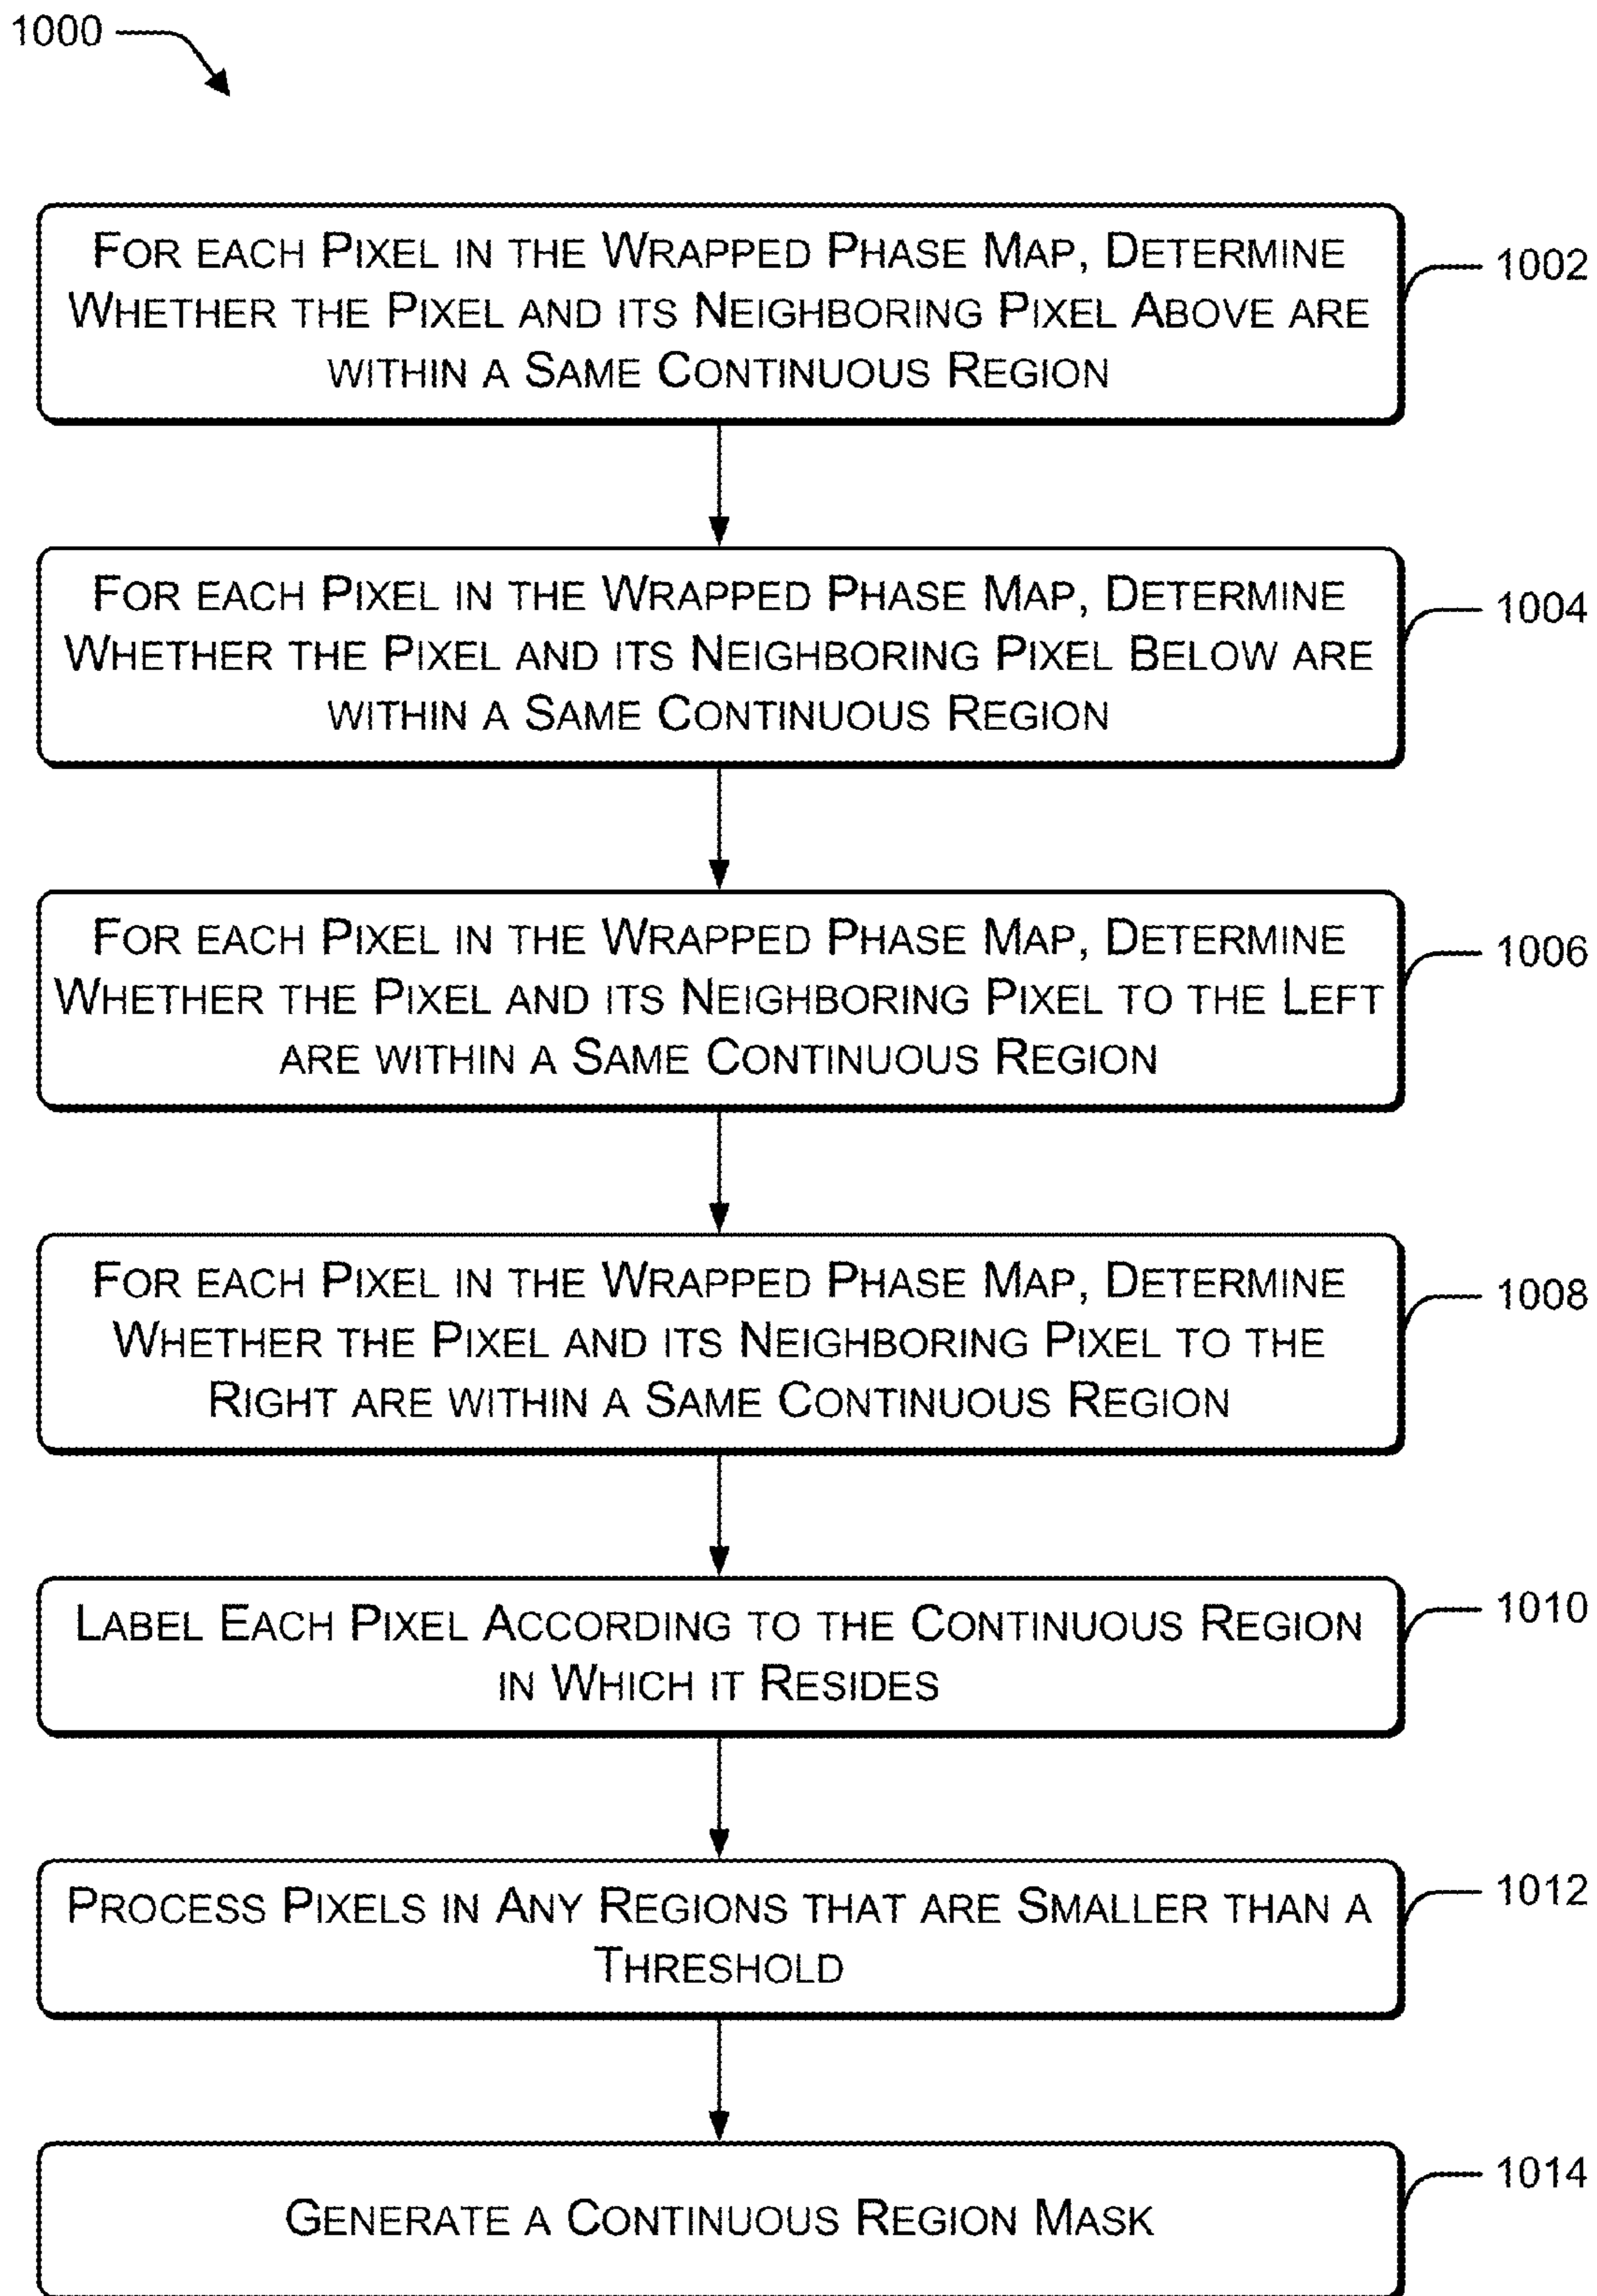 1000
FOR EACH PIXEL IN THE WRAPPED PHASE MAP, DETERMINE
WHETHER THE PIXEL AND ITS NEIGHBORING PIXEL ABOVE ARE
WITHIN A SAME CONTINUOUS REGION
1002
FOR EACH PIXEL IN THE WRAPPED PHASE MAP, DETERMINE
WHETHER THE PIXEL AND ITS NEIGHBORING PIXEL BELOW ARE
WITHIN A SAME CONTINUOUS REGION
1004
FOR EACH PIXEL IN THE WRAPPED PHASE MAP, DETERMINE
WHETHER THE PIXEL AND ITS NEIGHBORING PIXEL TO THE LEFT
ARE WITHIN A SAME CONTINUOUS REGION
1006
FOR EACH PIXEL IN THE WRAPPED PHASE MAP, DETERMINE
WHETHER THE PIXEL AND ITS NEIGHBORING PIXEL TO THE
RIGHT ARE WITHIN A SAME CONTINUOUS REGION
1008
LABEL EACH PIXEL ACCORDING TO THE CONTINUOUS REGION
IN WHICH IT RESIDES
1010
PROCESS PIXELS IN ANY REGIONS THAT ARE SMALLER THAN A
THRESHOLD
1012
GENERATE A CONTINUOUS REGION MASK
1014